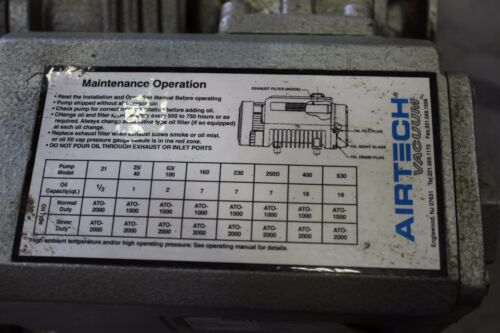 Maintenance Operation
• Read the Installation and Operation Manual Before operating
• Pump shipped without
• Check pump for correct before adding oil.
• Change oil and filter every 500 to 750 hours or as
required. Always change type oil filter (if equipped)
at each oil change.
• Replace exhaust filter when exhaust blows smoke or oil mist.
or oil fill cap pressure gauge is in the red zone.
• DO NOT POUR OIL THROUGH EXHAUST OR INLET PORTS
EXHAUST FILTER (INSIDE)
OIL FILL PLUG
OIL SIGHT GLASS
OIL DRAIN PLUG
Pump Model 21 25/40 63/100 160 230 250D 400 630
Oil Capacity(qt.) 1/2 1 2 7 7 7 18 18
Oil Type
Normal Duty ATO-2000 ATO-1000 ATO-1000 ATO-1000 ATO-1000 ATO-1000 ATO-1000 ATO-1000
Sever Duty* ATO-2000 ATO-2000 ATO-2000 ATO-2000 ATO-2000 ATO-2000 ATO-2000 ATO-2000
*High ambient temperature and/or high operating pressure: See operating manual for details.
AIRTECH
VACUUM
Englewood, NJ 07631